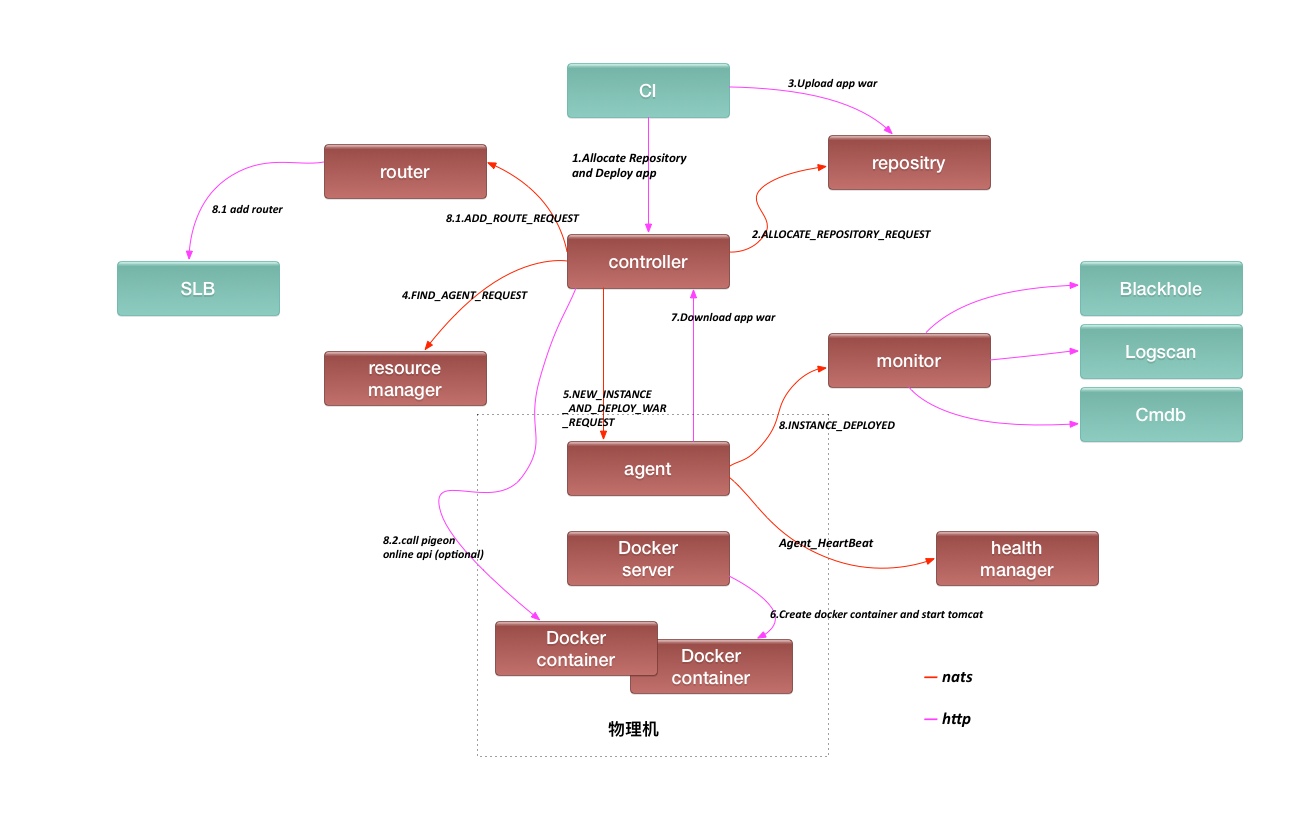 CI
3.Upload app war
repositry
router
1.Allocate Repository
and Deploy app
8.1 add router
8.1.ADD_ROUTE_REQUEST
2.ALLOCATE_REPOSITORY_REQUEST
controller
SLB
Blackhole
4.FIND_AGENT_REQUEST
7.Download app war
Logscan
monitor
resource
manager
Cmdb
5.NEW_INSTANCE
_AND_DEPLOY_WAR
_REQUEST
8.INSTANCE_DEPLOYED
agent
8.2.call pigeon
online api (optional)
Docker
server
Agent_HeartBeat
health
manager
6.Create docker container and start tomcat
Docker
container
Docker
container
nats
http
物理机